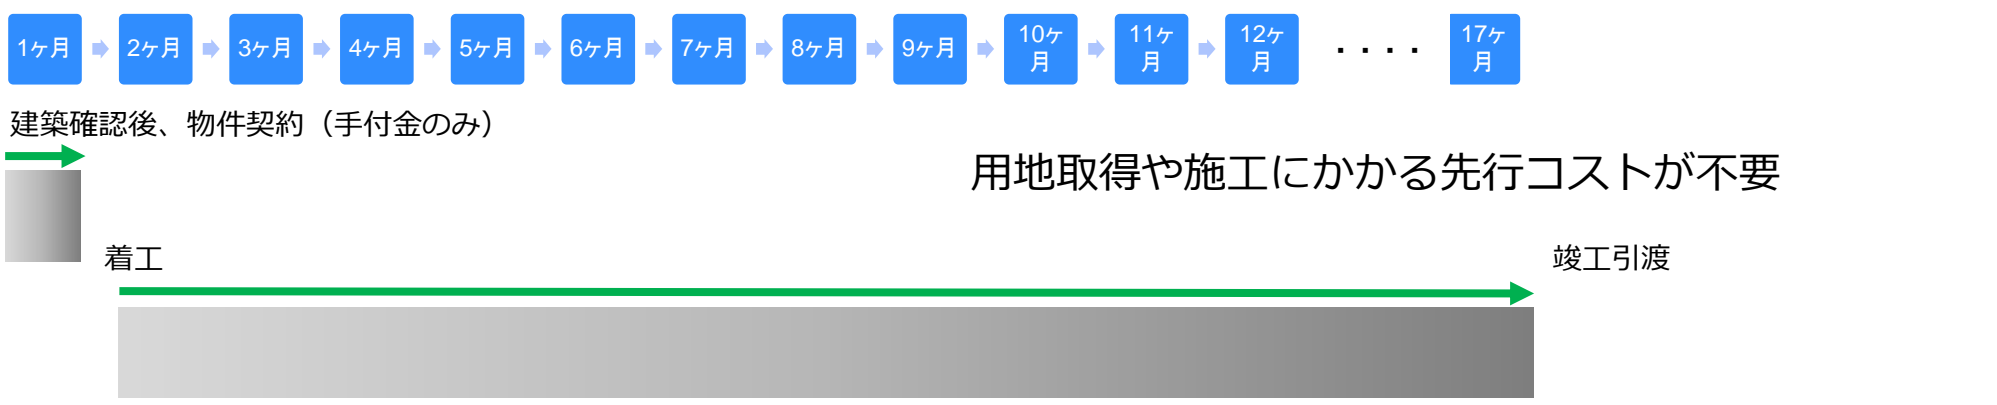 1ヶ月 2ヶ月 3ヶ月 4ヶ月 5ヶ月 6ヶ月 7ヶ月 8ヶ月 9ヶ月 10ヶ月 11ヶ月 12ヶ月 ・・・・ 17ヶ月
建築確認後、物件契約（手付金のみ）
用地取得や施工にかかる先行コストが不要
着工
竣工引渡